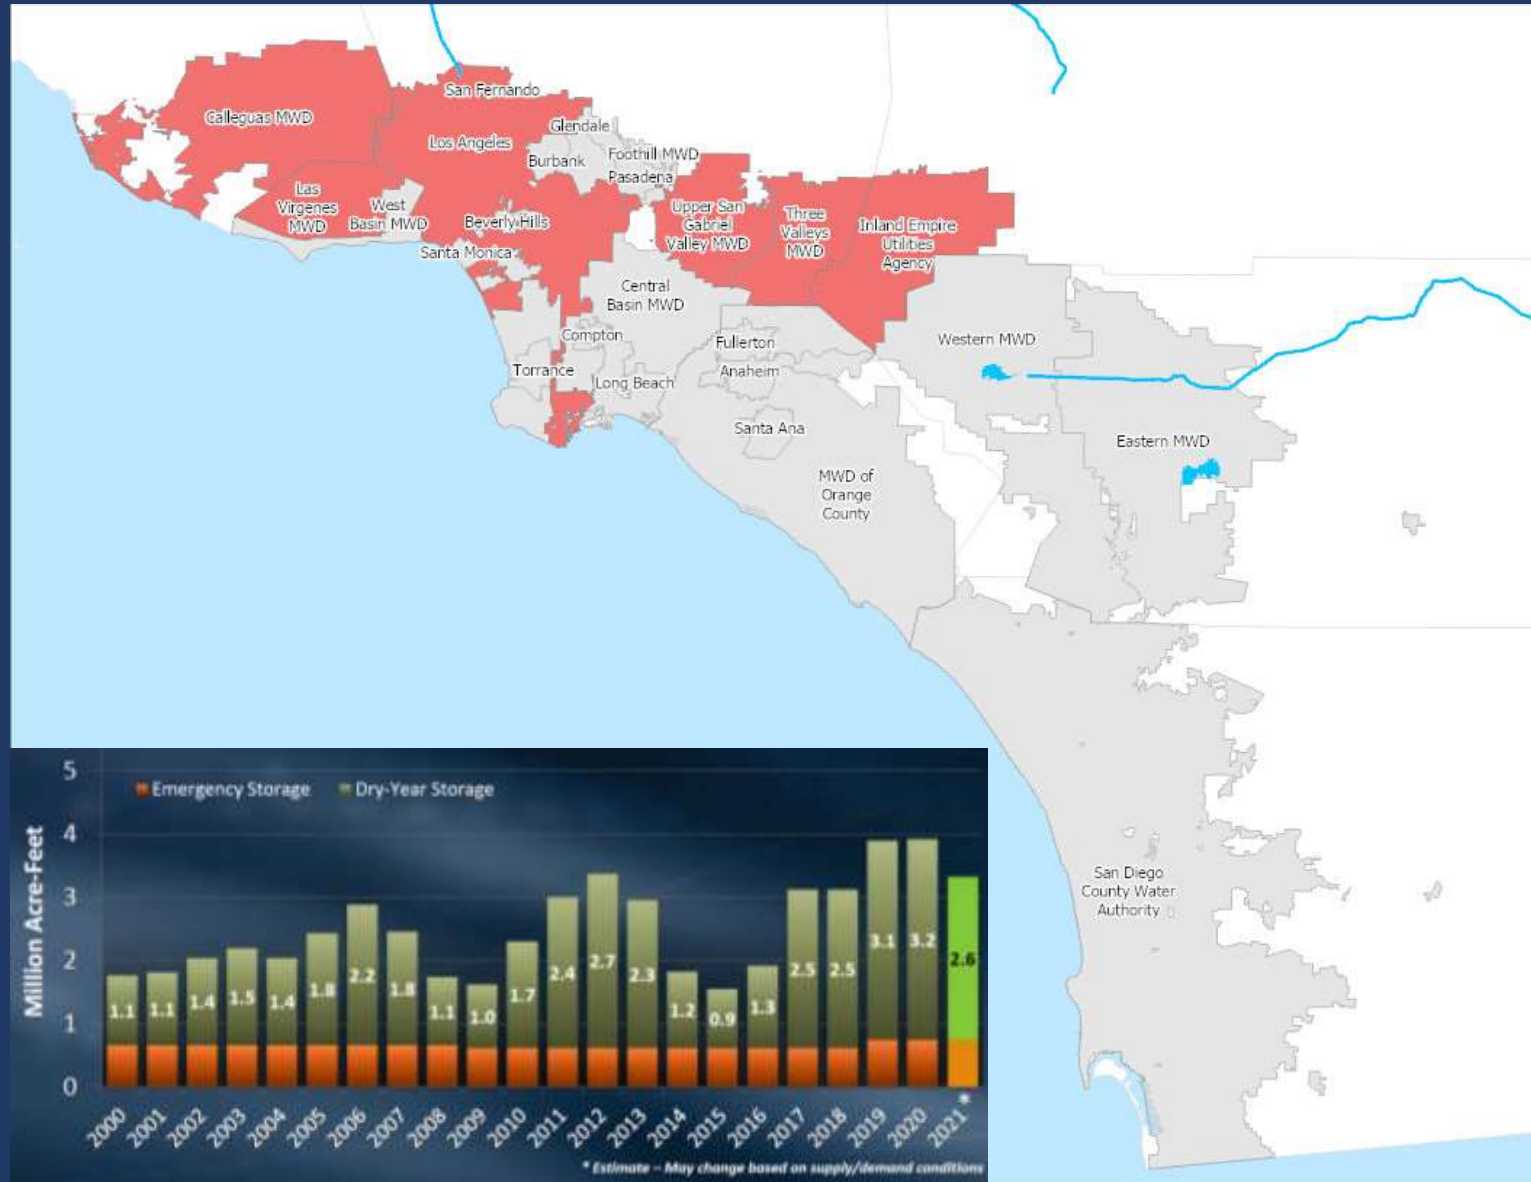 San Fernando
Calleguas MWD
Los Angeles
Glendale
Burbank
Foothill MWD
Pasadena
Las
Virgenes
MWD
West
Basin MWD
Beverly Hills
Santa Monica
Upper San
Gabriel
Valley MWD
Three
Valleys
MWD
Inland Empire
Utilities
Agency
Central
Basin MWD
Compton
Fullerton
Western MWD
Torrance
Long Beach
Anaheim
Santa Ana
Eastern MWD
MWD of
Orange
County
San Diego
County Water
Authority
Emergency Storage
Dry-Year Storage
Million Acre-Feet
5
4
3
2
1
0
1.1 1.1 1.4 1.5 1.4 1.8 2.2 1.8 1.1 1.0 1.7 2.4 2.7 2.3 1.2 0.9 1.3 2.5 2.5 3.1 3.2 2.6
2000 2001 2002 2003 2004 2005 2006 2007 2008 2009 2010 2011 2012 2013 2014 2015 2016 2017 2018 2019 2020 2021
*
* Estimate – May change based on supply/demand conditions